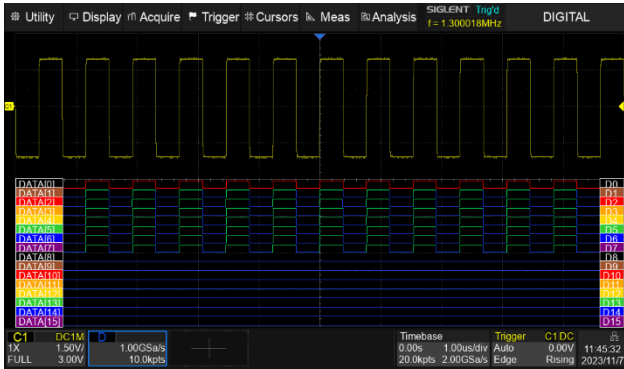 Utility Display Acquire Trigger Cursors Meas Analysis SIGLENT Trig'd DIGITAL
f = 1.300018MHz
C1
DATA[0] D0
DATA[1] D1
DATA[2] D2
DATA[3] D3
DATA[4] D4
DATA[5] D5
DATA[6] D6
DATA[7] D7
DATA[8] D8
DATA[9] D9
DATA[10] D10
DATA[11] D11
DATA[12] D12
DATA[13] D13
DATA[14] D14
DATA[15] D15
C1 DC1M D Timebase Trigger C1 DC
1X 1.50V/ 1.00GSa/s 0.00s 1.00us/div Auto 0.00V 11:45:32
FULL 3.00V 10.0kpts 20.0kpts 2.00GSa/s Edge Rising 2023/11/7